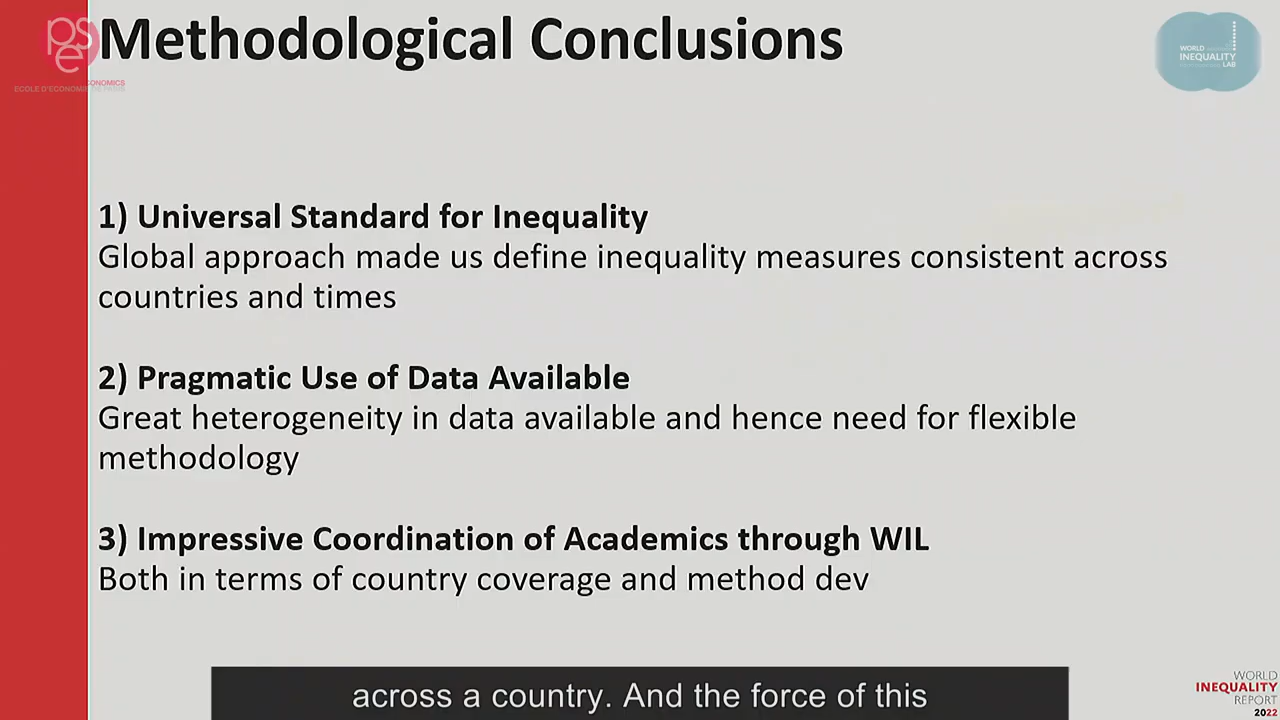 pse
Methodological Conclusions
ECONOMICS
ECOLE D'ECONOMIE DE PARIS
WORLD
INEQUALITY
LAB
1) Universal Standard for Inequality
Global approach made us define inequality measures consistent across
countries and times
2) Pragmatic Use of Data Available
Great heterogeneity in data available and hence need for flexible
methodology
3) Impressive Coordination of Academics through WIL
Both in terms of country coverage and method dev
across a country. And the force of this
WORLD
INEQUALITY
REPORT
2022